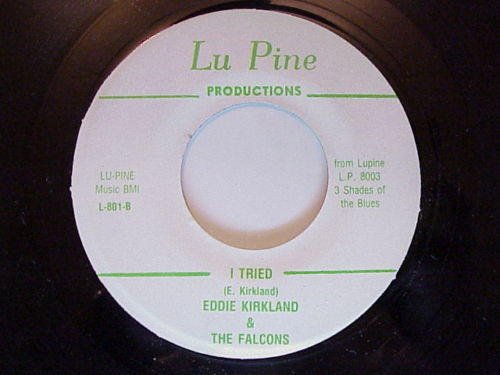 Lu Pine
PRODUCTIONS
LU-PINE
Music BMI
L-801-B
from Lupine
L.P. 8003
3 Shades of
the Blues
I TRIED
(E. Kirkland)
EDDIE KIRKLAND
&
THE FALCONS